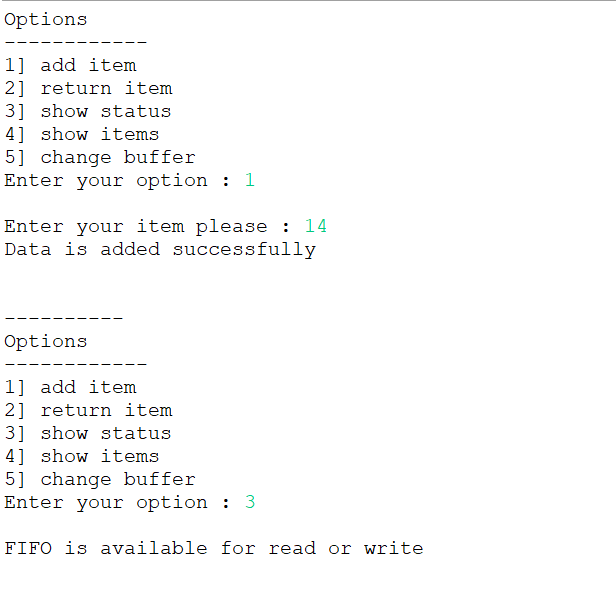 Options
------------
1] add item
2] return item
3] show status
4] show items
5] change buffer
Enter your option : 1
Enter your item please : 14
Data is added successfully
----------
Options
------------
1] add item
2] return item
3] show status
4] show items
5] change buffer
Enter your option : 3
FIFO is available for read or write